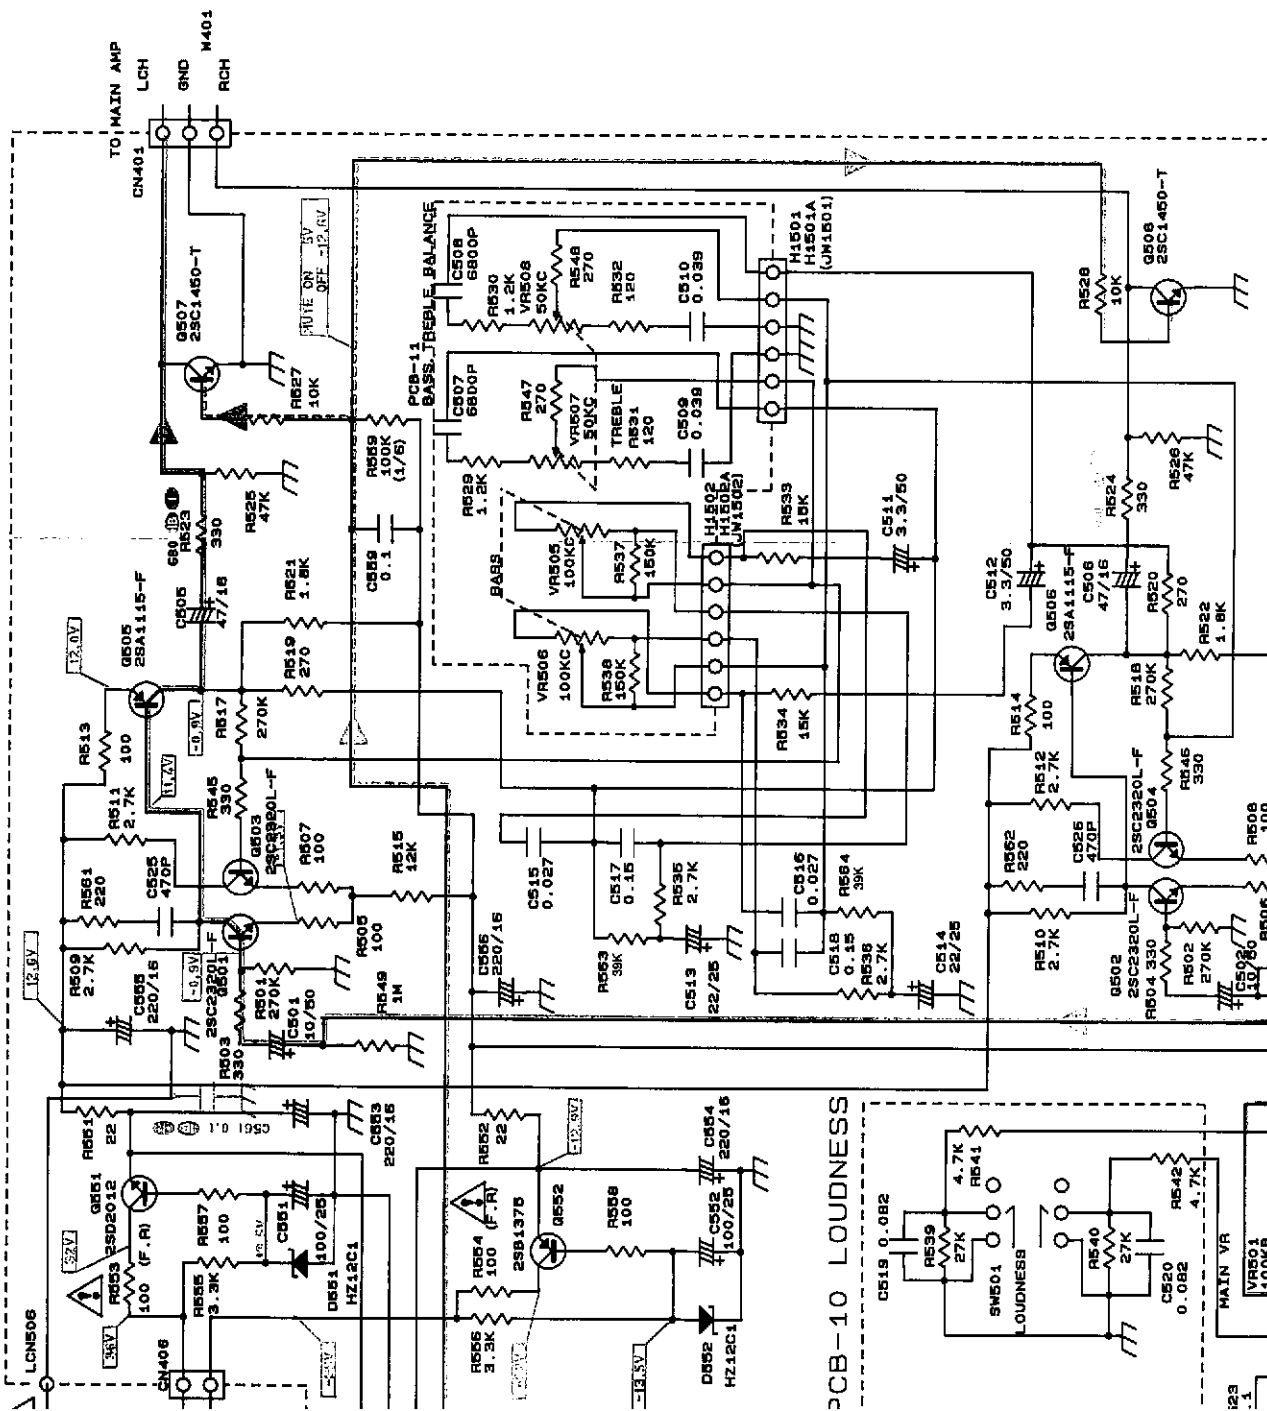 TO MAIN AMP
LCH
GND
RCH
W401
CN401
Q507
2SC1450-T
R527
10K
MUTE ON 5V
OFF -12.6V
R559
100K
(1/6)
C559
0.1
R525
47K
680
R523
330
C505
47/16
Q505
2SA1115-F
12.0V
R521
1.8K
R519
270
R517
270K
-0.9V
R513
100
11.4V
R511
2.7K
R545
330
Q503
2SC2320L-F
R507
100
R515
12K
R561
220
C525
470P
R505
100
R509
2.7K
12.6V
C555
220/16
-0.9V
2SC2320L-F
Q501
R501
270K
C501
10/50
R549
1M
R503
330
PCB-11
BASS, TREBLE, BALANCE
C508
6800P
R530
1.2K
VR508
50KC
R548
270
R532
120
C510
0.039
H1501
H1501A
(JW1501)
C507
6800P
R547
270
VR507
50KC
TREBLE
R531
120
C509
0.039
R529
1.2K
BASS
VR505
100KC
R537
150K
H1502
H1502A
(JW1502)
R533
15K
C511
3.3/50
VR506
100KC
R538
150K
R534
15K
C512
3.3/50
Q508
2SC1450-T
R528
10K
R526
47K
R524
330
Q506
2SA1115-F
C506
47/16
R520
270
R522
1.8K
R518
270K
R514
100
R512
2.7K
R546
330
Q504
2SC2320L-F
R508
100
R562
220
C526
470P
R510
2.7K
Q502
2SC2320L-F
R504 330
R502
270K
C502
10/50
R506
C515
0.027
C517
0.15
R535
2.7K
C516
0.027
R564
39K
R563
39K
C513
22/25
C518
0.15
R536
2.7K
C514
22/25
C556
220/16
R551
22
C561 0.1
C553
220/16
Q551
2SD2012
R557
100
C551
100/25
32V
R553
100 (F.R)
R555
3.3K
D551
HZ12C1
36V
LCN506
CN406
R552
22
-12.9V
C554
220/16
R554
100 (F.R)
2SB1375
Q552
R558
100
C552
100/25
R556
3.3K
-13.5V
D552
HZ12C1
PCB-10 LOUDNESS
4.7K
R541
C519 0.082
R539
27K
SW501
LOUDNESS
R540
27K
R542
4.7K
C520
0.082
MAIN VR
VR501
100KB